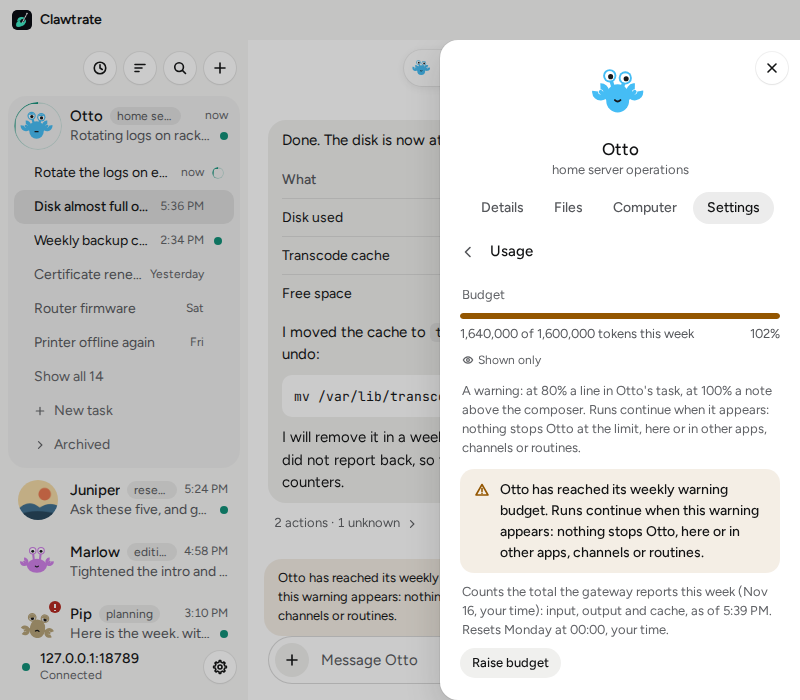 Clawtrate
Otto home se... now
Rotating logs on rack...
Rotate the logs on e... now
Disk almost full o... 5:36 PM
Weekly backup c... 2:34 PM
Certificate rene... Yesterday
Router firmware Sat
Printer offline again Fri
Show all 14
New task
Archived
Juniper rese... 5:24 PM
Ask these five, and g...
Marlow editi... 4:58 PM
Tightened the intro and ...
Pip planning 3:10 PM
Here is the week. wit...
127.0.0.1:18789
Connected
Done. The disk is now at
What
Disk used
Transcode cache
Free space
I moved the cache to
undo:
mv /var/lib/transc
I will remove it in a week
did not report back, so
counters.
2 actions · 1 unknown
Otto has reached its weekly
this warning appears: nothin
channels or routines.
Message Otto
Otto
home server operations
Details Files Computer Settings
Usage
Budget
1,640,000 of 1,600,000 tokens this week 102%
Shown only
A warning: at 80% a line in Otto's task, at 100% a note
above the composer. Runs continue when it appears:
nothing stops Otto at the limit, here or in other apps,
channels or routines.
Otto has reached its weekly warning
budget. Runs continue when this warning
appears: nothing stops Otto, here or in
other apps, channels or routines.
Counts the total the gateway reports this week (Nov
16, your time): input, output and cache, as of 5:39 PM.
Resets Monday at 00:00, your time.
Raise budget